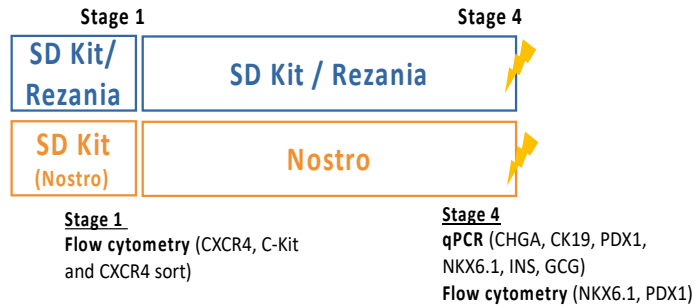 Stage 1
Stage 4
SD Kit/
Rezania
SD Kit / Rezania
SD Kit
(Nostro)
Nostro
Stage 1
Flow cytometry (CXCR4, C-Kit
and CXCR4 sort)
Stage 4
qPCR (CHGA, CK19, PDX1,
NKX6.1, INS, GCG)
Flow cytometry (NKX6.1, PDX1)